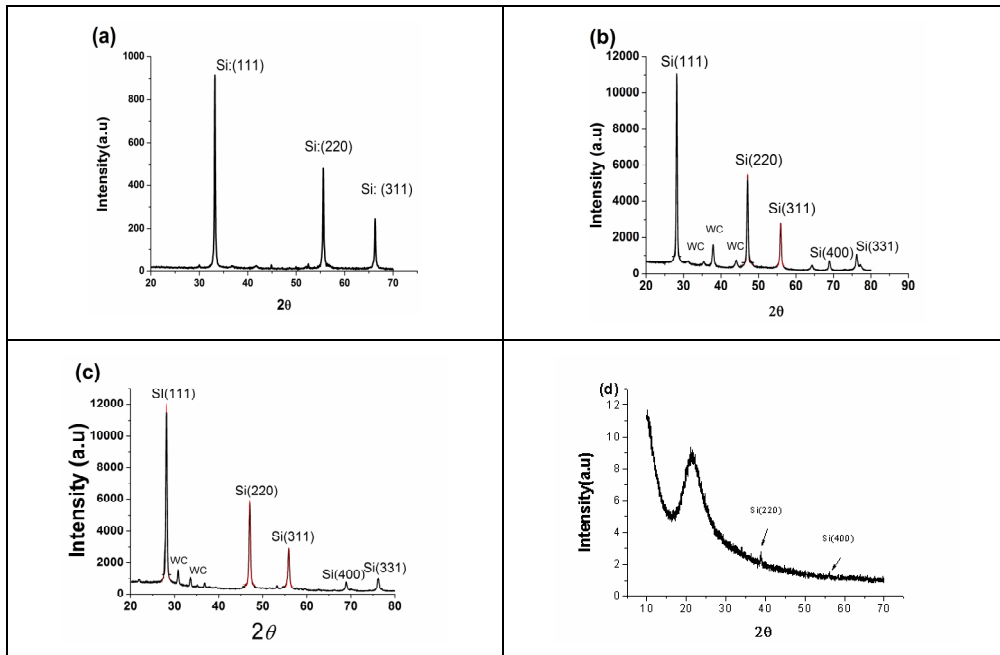 (a)
1000
800
600
400
200
0
Intensity(a.u)
Si:(111)
Si:(220)
Si: (311)
20 30 40 50 60 70
2θ
(b)
12000
10000
8000
6000
4000
2000
0
Intensity (a.u)
Si(111)
Si(220)
Si(311)
WC
WC
WC
Si(400)
Si(331)
20 30 40 50 60 70 80 90
2θ
(c)
12000
10000
8000
6000
4000
2000
0
Intensity (a.u)
SI(111)
Si(220)
Si(311)
WC
WC
Si(400)
Si(331)
20 30 40 50 60 70 80
2θ
(d)
12
10
8
6
4
2
0
Intensity(a.u)
Si(220)
Si(400)
10 20 30 40 50 60 70
2θ